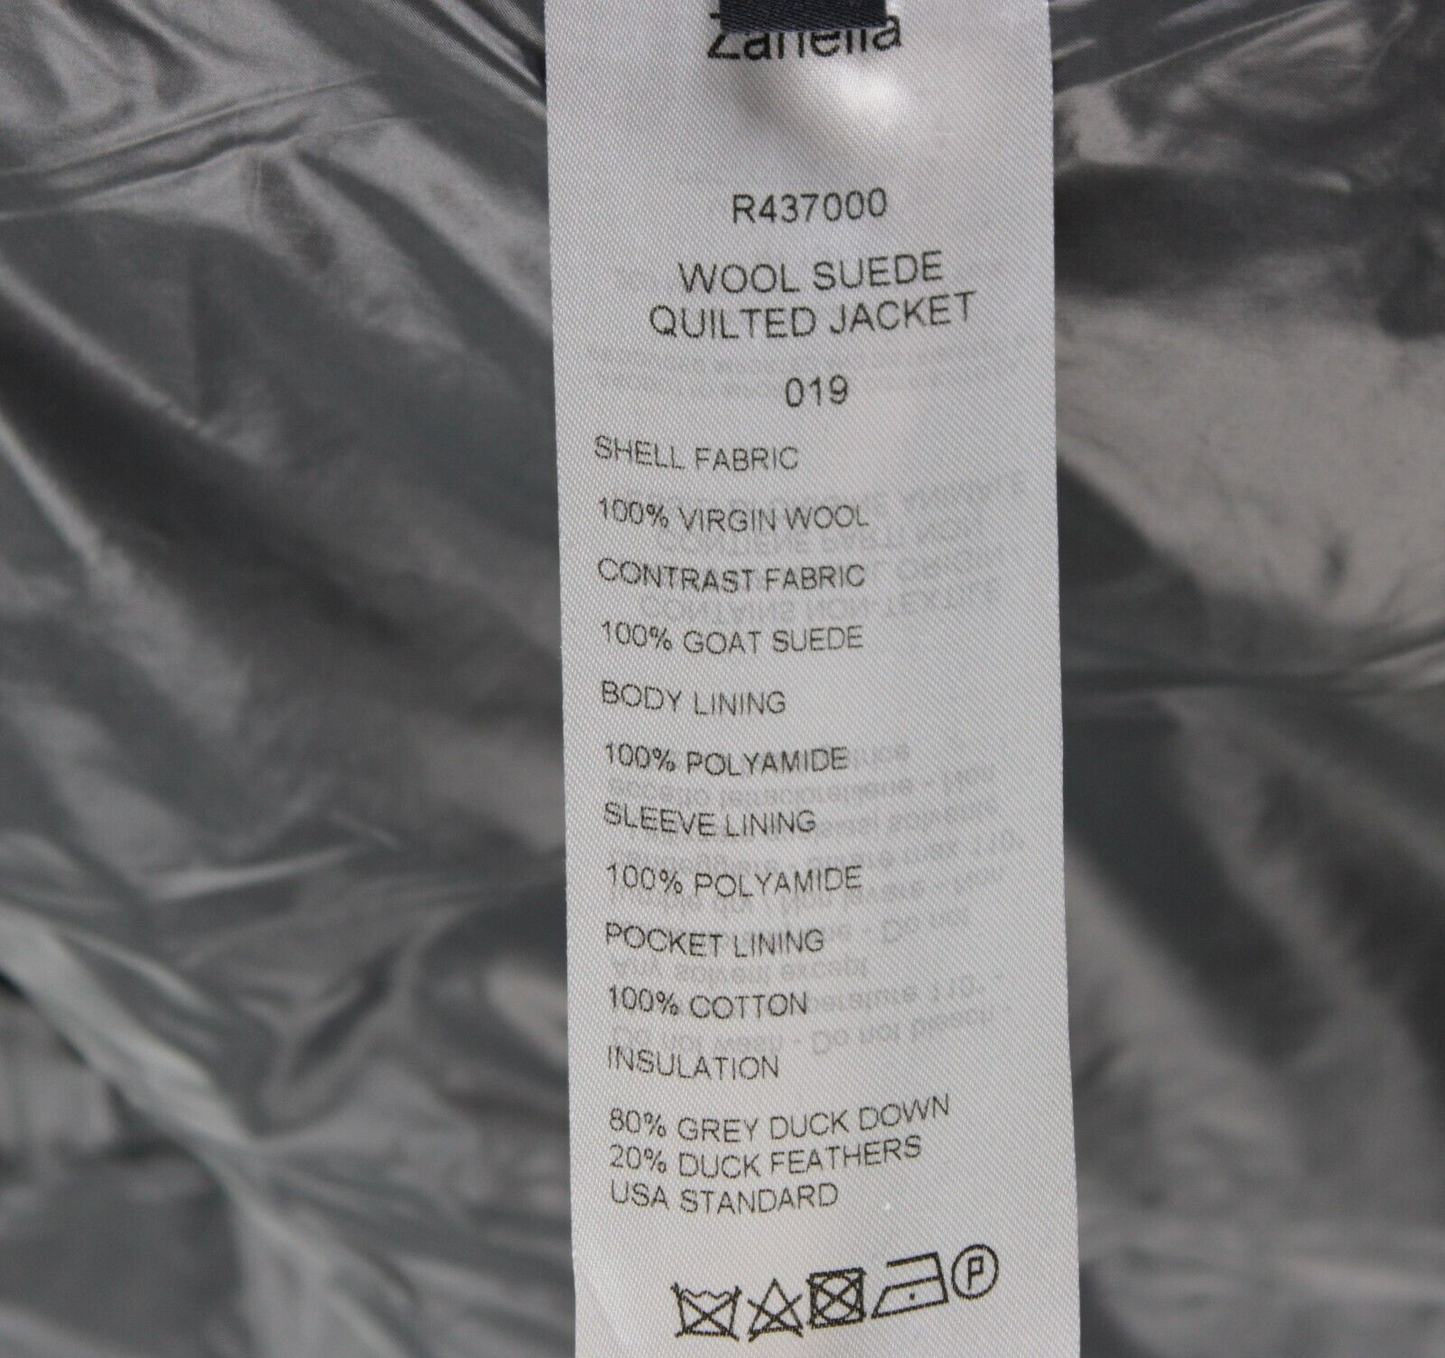 Zanella
R437000
WOOL SUEDE
QUILTED JACKET
019
SHELL FABRIC
100% VIRGIN WOOL
CONTRAST FABRIC
100% GOAT SUEDE
BODY LINING
100% POLYAMIDE
SLEEVE LINING
100% POLYAMIDE
POCKET LINING
100% COTTON
INSULATION
80% GREY DUCK DOWN
20% DUCK FEATHERS
USA STANDARD
P